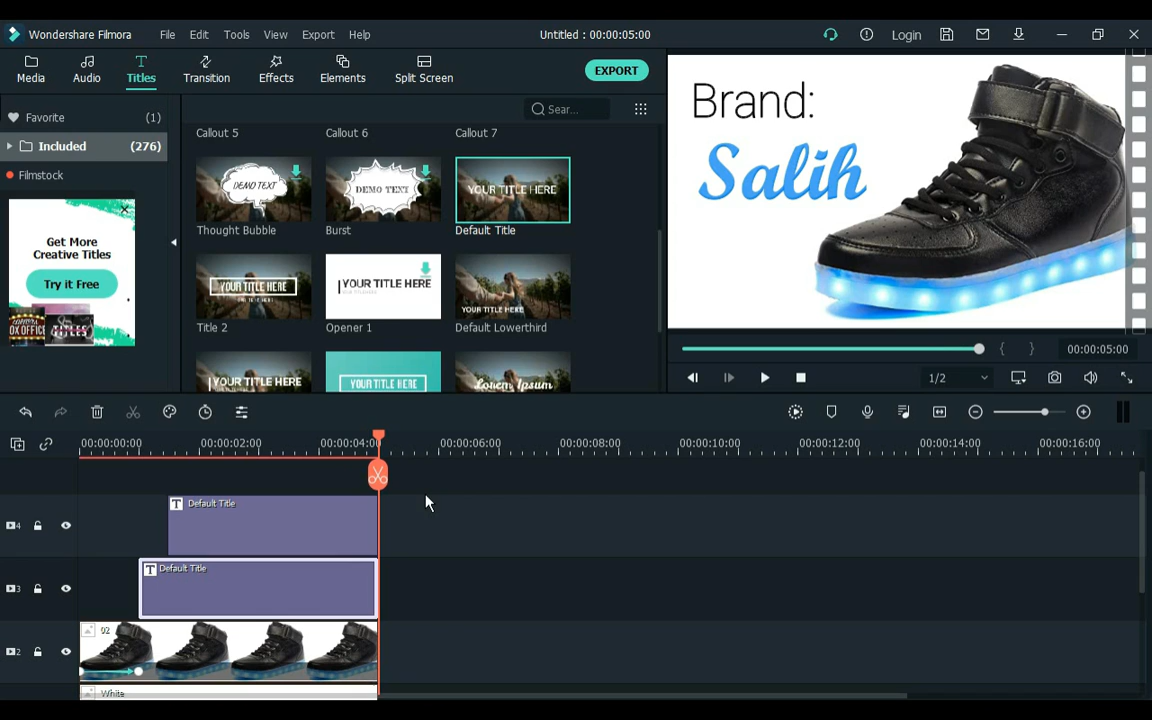 Wondershare Filmora
File Edit Tools View Export Help
Untitled : 00:00:05:00
Login
Media Audio Titles Transition Effects Elements Split Screen
EXPORT
Favorite (1)
Included (276)
Filmstock
Get More
Creative Titles
Try it Free
Sear...
Callout 5 Callout 6 Callout 7
DEMO TEXT DEMO TEXT YOUR TITLE HERE
Thought Bubble Burst Default Title
YOUR TITLE HERE YOUR TITLE HERE YOUR TITLE HERE
Title 2 Opener 1 Default Lowerthird
YOUR TITLE HERE YOUR TITLE HERE Lorem Ipsum
Brand:
Salih
00:00:05:00
1/2
00:00:00:00 00:00:02:00 00:00:04:00 00:00:06:00 00:00:08:00 00:00:10:00 00:00:12:00 00:00:14:00 00:00:16:00
4 T Default Title
3 T Default Title
2 02
White